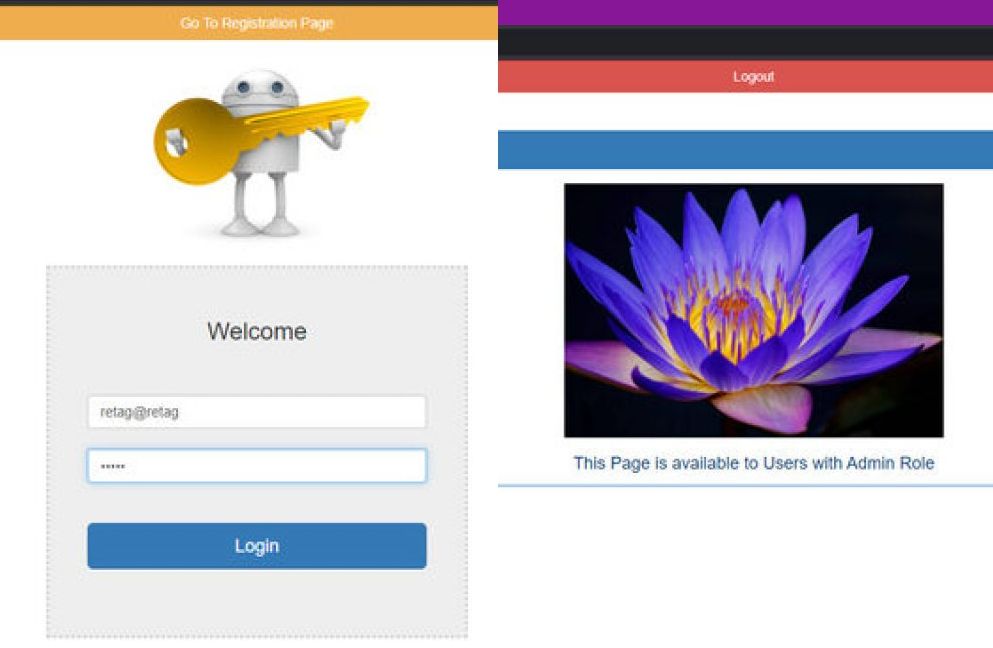 Go To Registration Page
Welcome
retag@retag
•••••
Login
Logout
This Page is available to Users with Admin Role